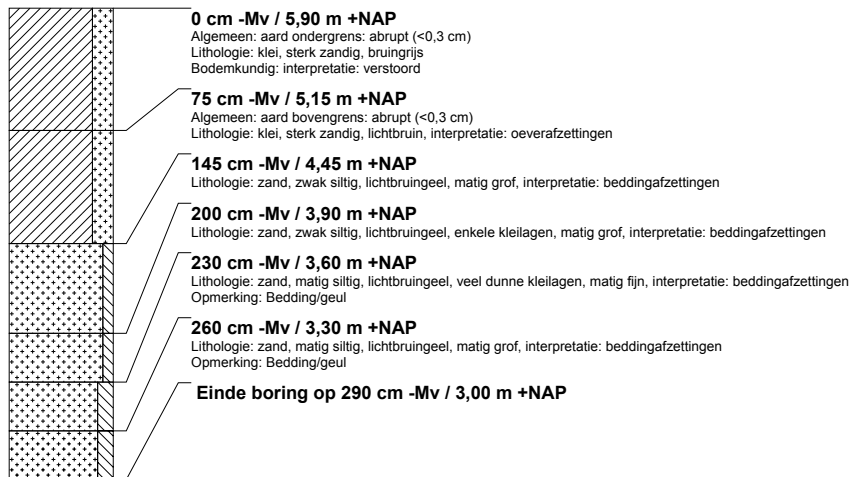 0 cm -Mv / 5,90 m +NAP
Algemeen: aard ondergrens: abrupt (<0,3 cm)
Lithologie: klei, sterk zandig, bruingrijs
Bodemkundig: interpretatie: verstoord
75 cm -Mv / 5,15 m +NAP
Algemeen: aard bovengrens: abrupt (<0,3 cm)
Lithologie: klei, sterk zandig, lichtbruin, interpretatie: oeverafzettingen
145 cm -Mv / 4,45 m +NAP
Lithologie: zand, zwak siltig, lichtbruingeel, matig grof, interpretatie: beddingafzettingen
200 cm -Mv / 3,90 m +NAP
Lithologie: zand, zwak siltig, lichtbruingeel, enkele kleilagen, matig grof, interpretatie: beddingafzettingen
230 cm -Mv / 3,60 m +NAP
Lithologie: zand, matig siltig, lichtbruingeel, veel dunne kleilagen, matig fijn, interpretatie: beddingafzettingen
Opmerking: Bedding/geul
260 cm -Mv / 3,30 m +NAP
Lithologie: zand, matig siltig, lichtbruingeel, matig grof, interpretatie: beddingafzettingen
Opmerking: Bedding/geul
Einde boring op 290 cm -Mv / 3,00 m +NAP